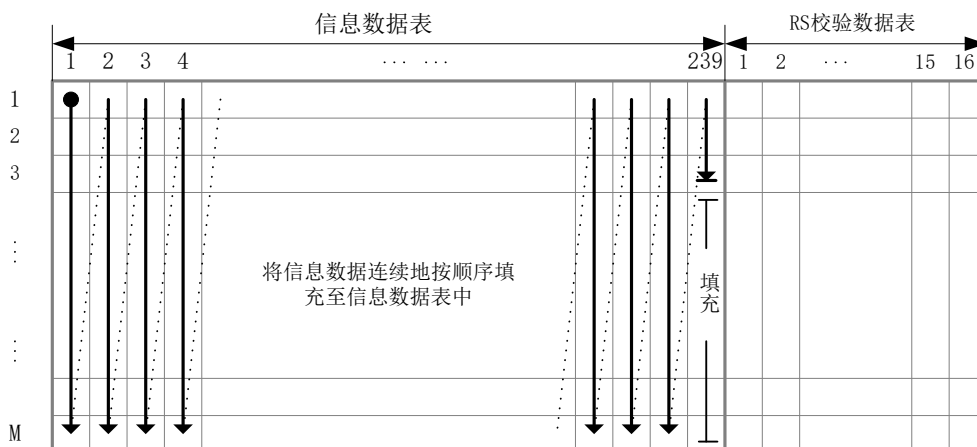 信息数据表
RS校验数据表
1 2 3 4 ... ... 239 1 2 ... 15 16
1
2
3
⋮
将信息数据连续地按顺序填
充至信息数据表中
填
充
⋮
M